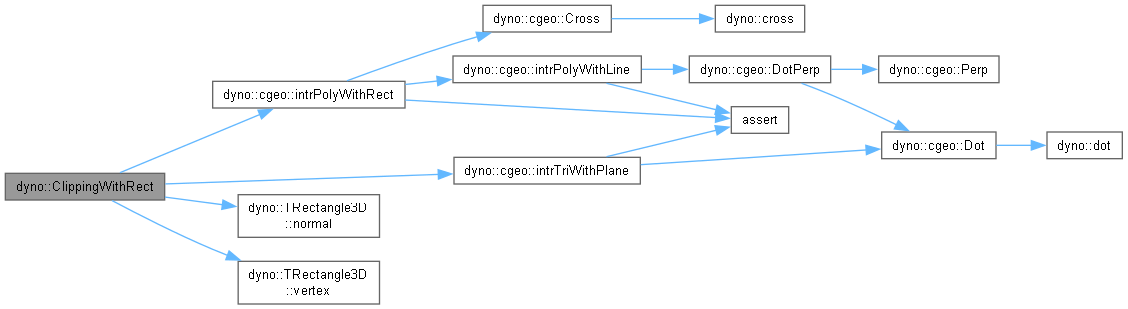 dyno::ClippingWithRect
dyno::cgeo::intrPolyWithRect
dyno::cgeo::Cross
dyno::cross
dyno::cgeo::intrPolyWithLine
dyno::cgeo::DotPerp
dyno::cgeo::Perp
assert
dyno::cgeo::Dot
dyno::dot
dyno::cgeo::intrTriWithPlane
dyno::TRectangle3D
::normal
dyno::TRectangle3D
::vertex